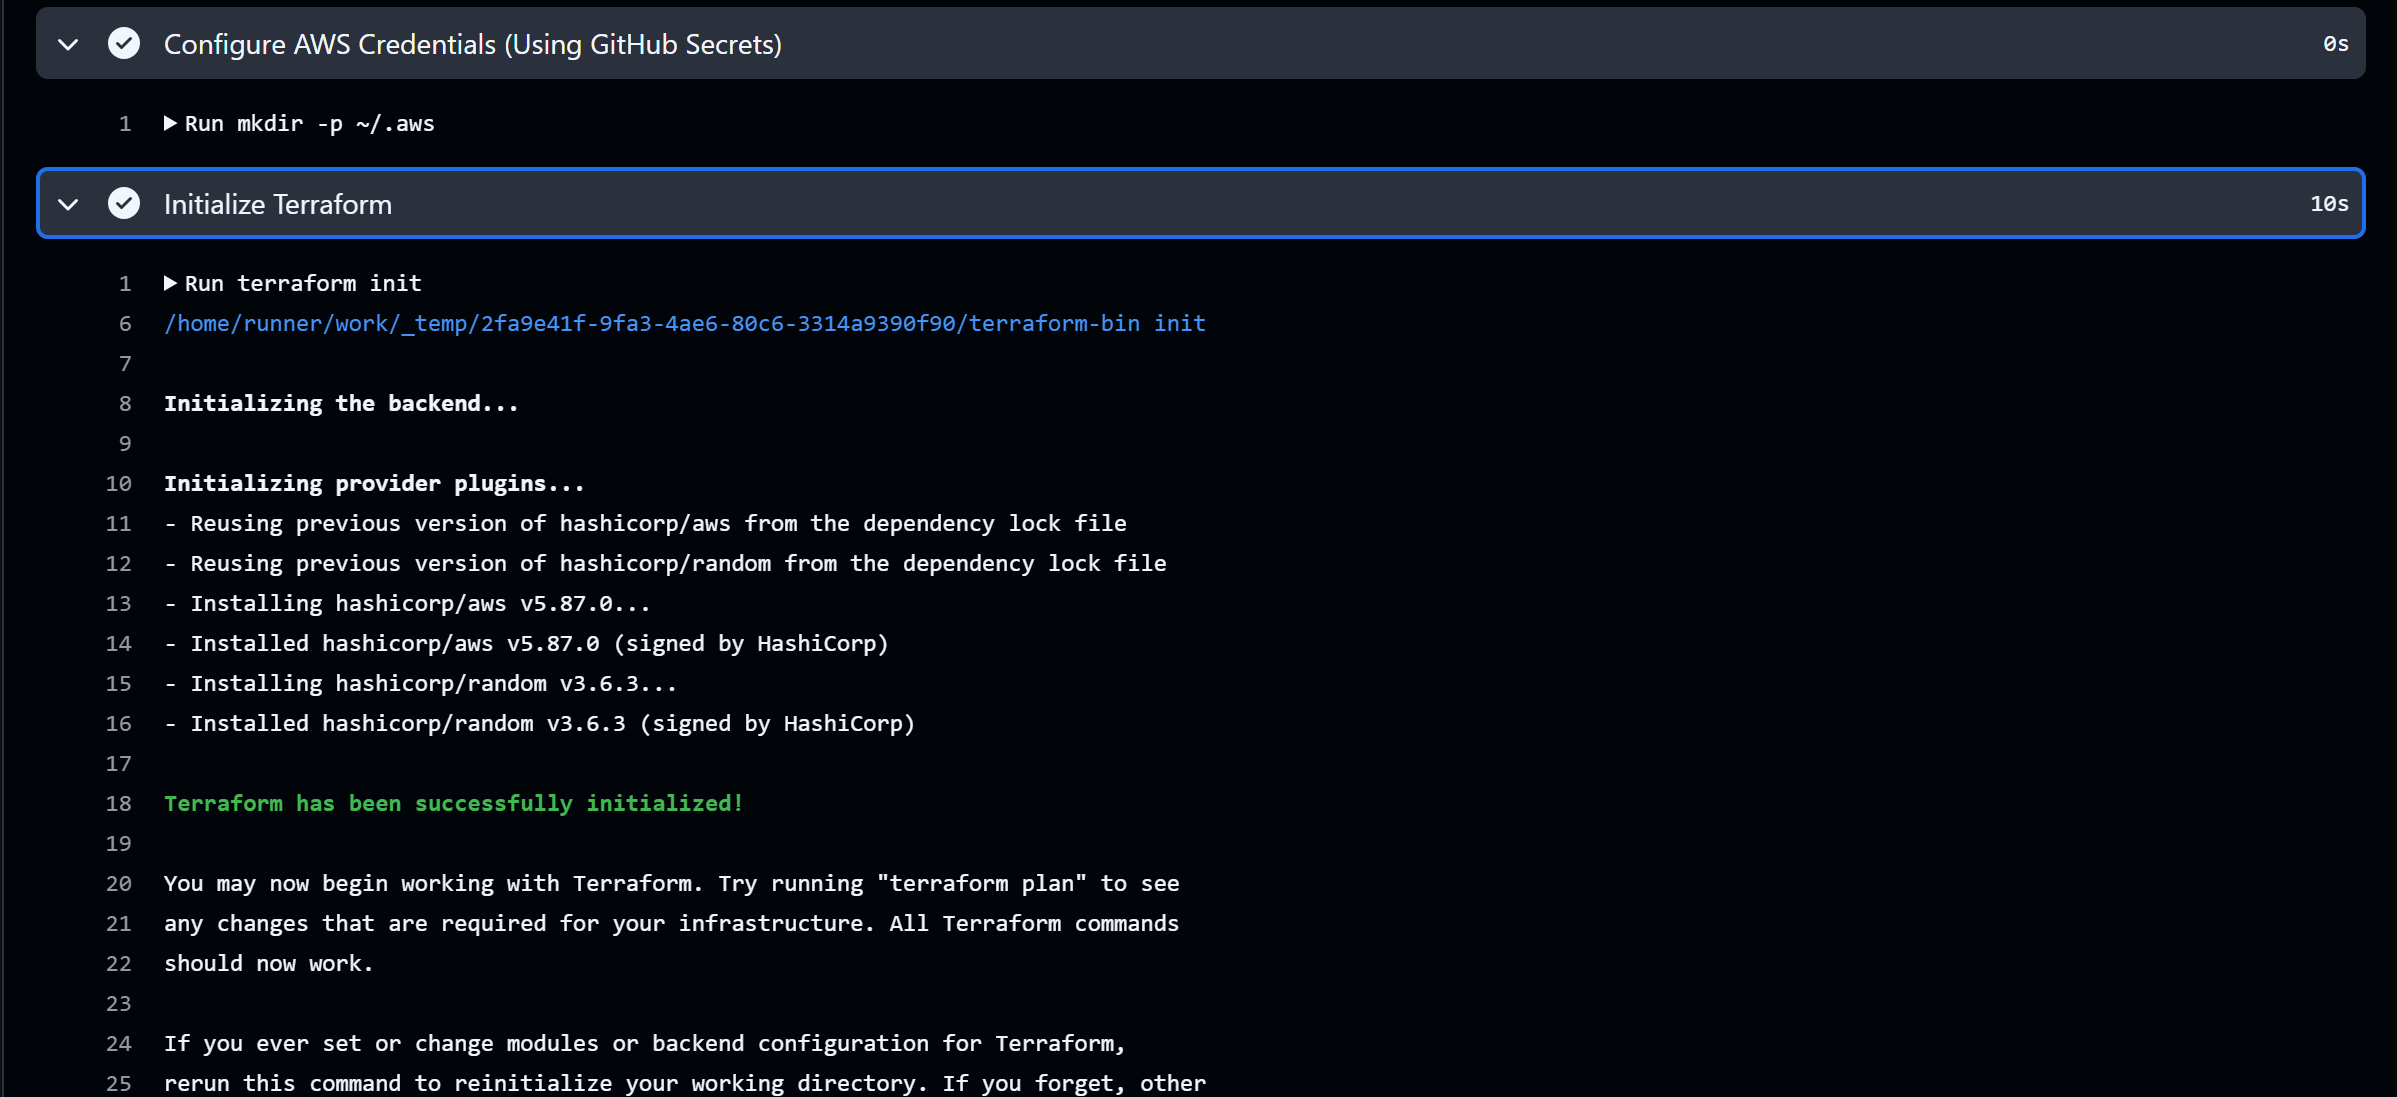 Configure AWS Credentials (Using GitHub Secrets) 0s
1 Run mkdir -p ~/.aws
Initialize Terraform 10s
1 Run terraform init
6 /home/runner/work/_temp/2fa9e41f-9fa3-4ae6-80c6-3314a9390f90/terraform-bin init
7
8 Initializing the backend...
9
10 Initializing provider plugins...
11 - Reusing previous version of hashicorp/aws from the dependency lock file
12 - Reusing previous version of hashicorp/random from the dependency lock file
13 - Installing hashicorp/aws v5.87.0...
14 - Installed hashicorp/aws v5.87.0 (signed by HashiCorp)
15 - Installing hashicorp/random v3.6.3...
16 - Installed hashicorp/random v3.6.3 (signed by HashiCorp)
17
18 Terraform has been successfully initialized!
19
20 You may now begin working with Terraform. Try running "terraform plan" to see
21 any changes that are required for your infrastructure. All Terraform commands
22 should now work.
23
24 If you ever set or change modules or backend configuration for Terraform,
25 rerun this command to reinitialize your working directory. If you forget, other